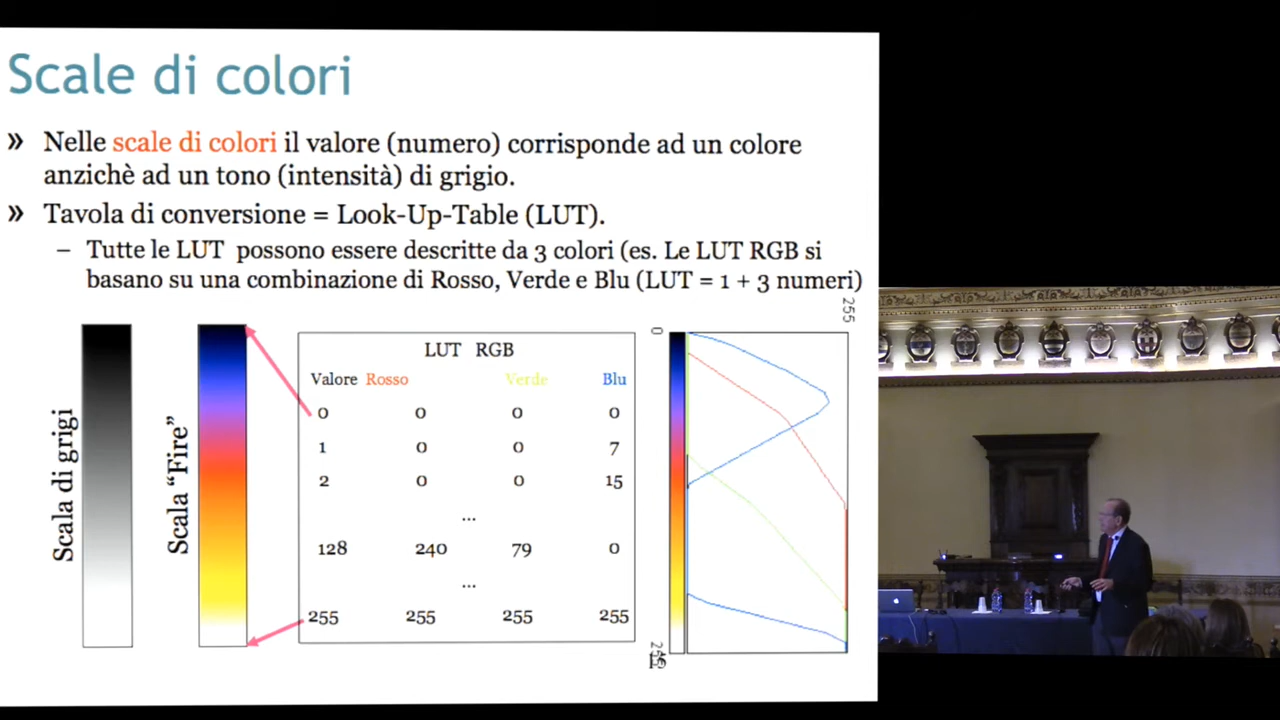 Scale di colori
» Nelle scale di colori il valore (numero) corrisponde ad un colore
anzichè ad un tono (intensità) di grigio.
» Tavola di conversione = Look-Up-Table (LUT).
– Tutte le LUT possono essere descritte da 3 colori (es. Le LUT RGB si
basano su una combinazione di Rosso, Verde e Blu (LUT = 1 + 3 numeri)
Scala di grigi
Scala “Fire”
LUT RGB
Valore Rosso Verde Blu
0 0 0 0
1 0 0 7
2 0 0 15
...
128 240 79 0
...
255 255 255 255
0
255